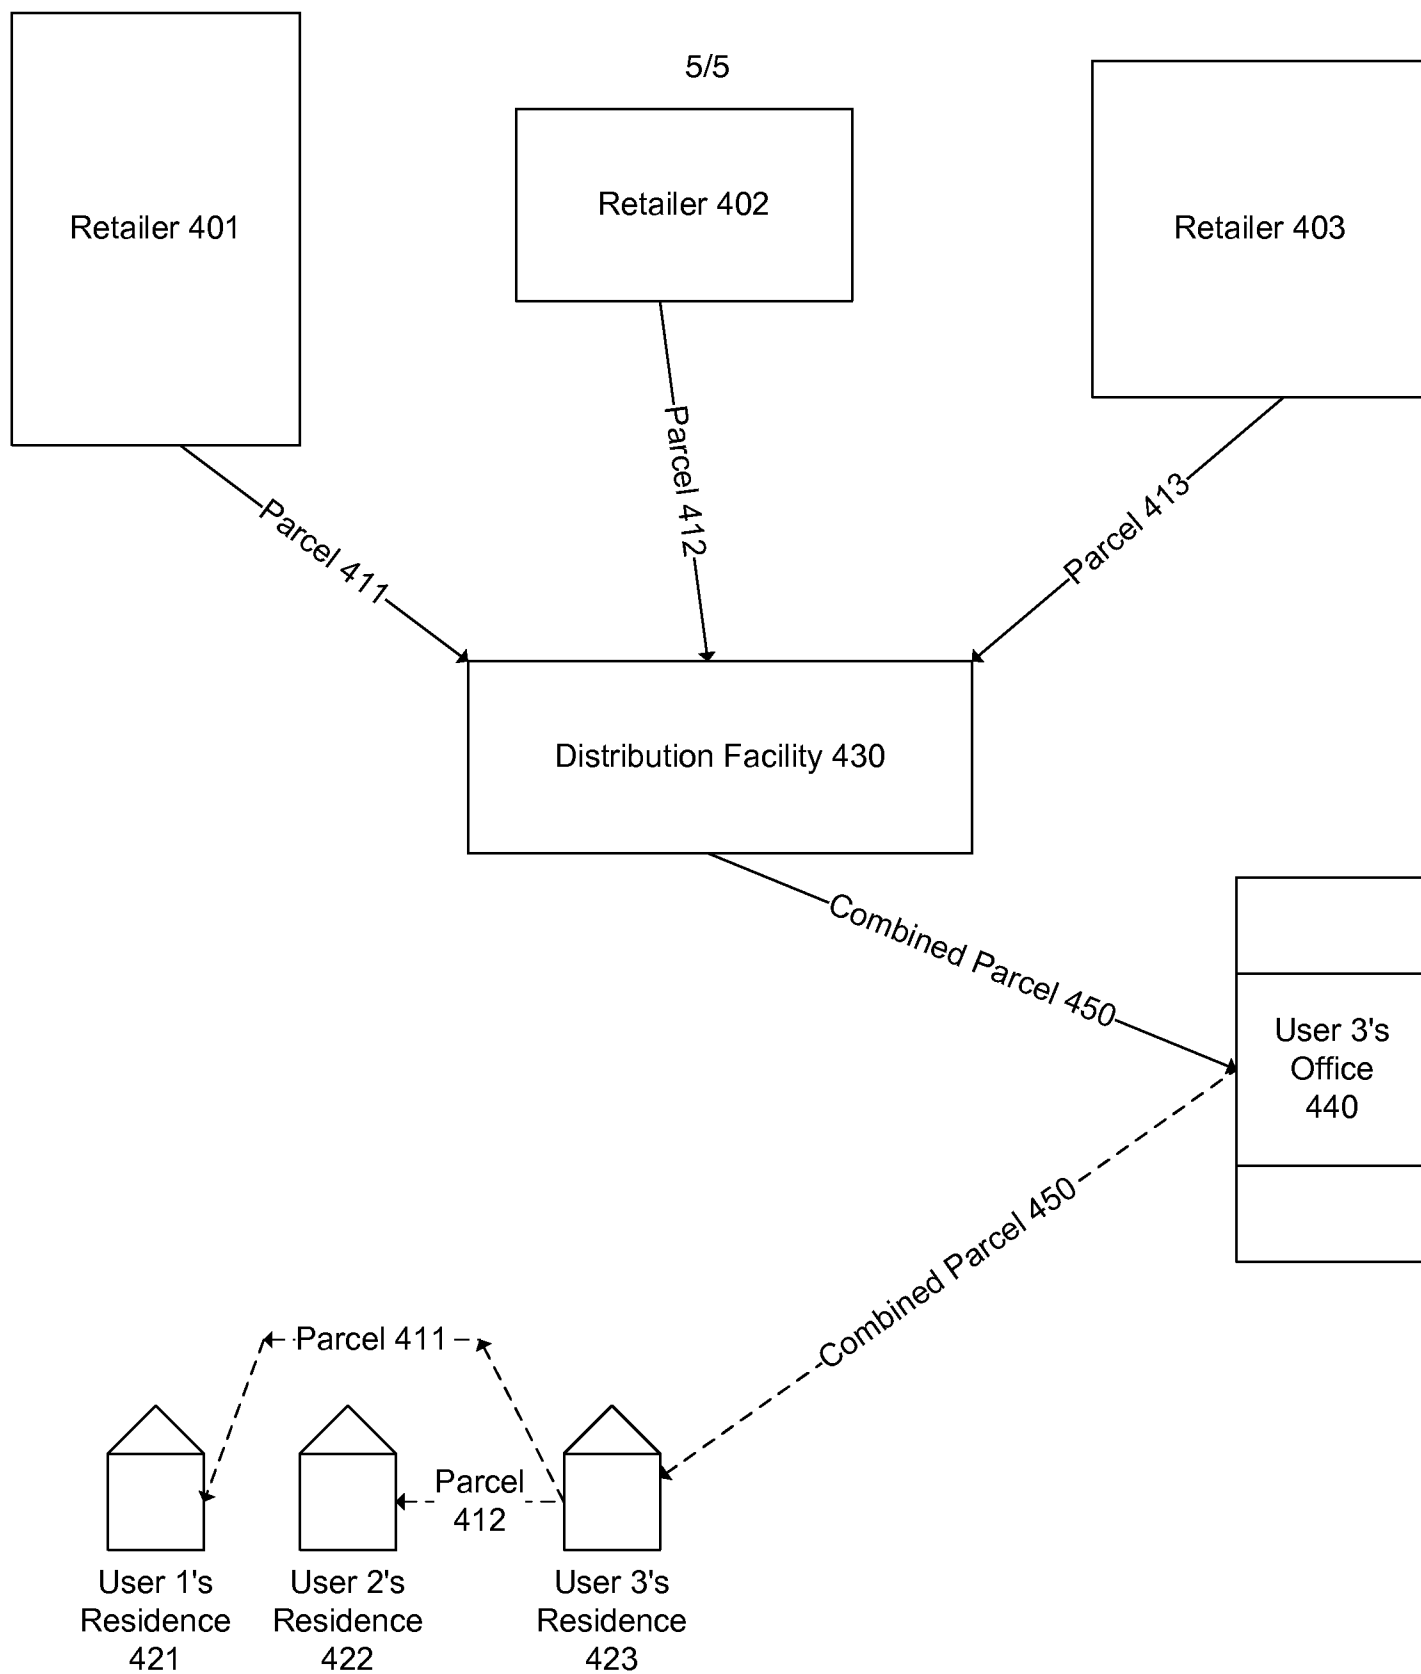 5/5
Retailer 401
Retailer 402
Retailer 403
Parcel 411
Parcel 412
Parcel 413
Distribution Facility 430
Combined Parcel 450
User 3's
Office
440
Combined Parcel 450
Parcel 411
Parcel
412
User 1's
Residence
421
User 2's
Residence
422
User 3's
Residence
423